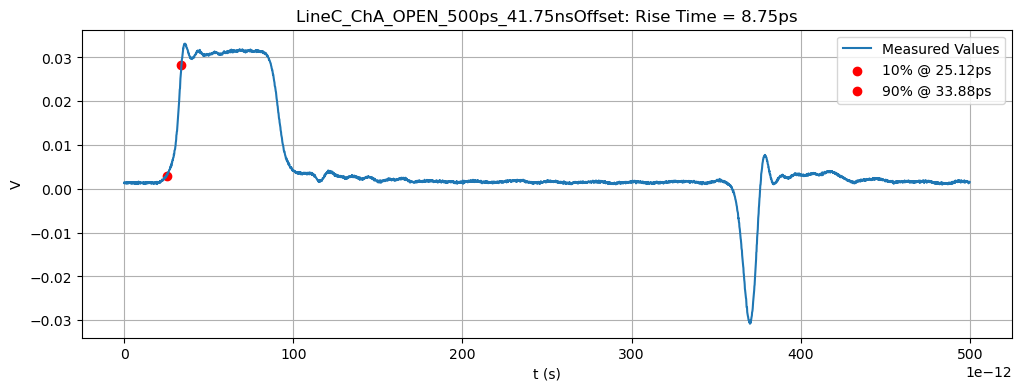 LineC_ChA_OPEN_500ps_41.75nsOffset: Rise Time = 8.75ps
Measured Values
10% @ 25.12ps
90% @ 33.88ps
V
0.03
0.02
0.01
0.00
−0.01
−0.02
−0.03
0
100
200
300
400
500
1e−12
t (s)